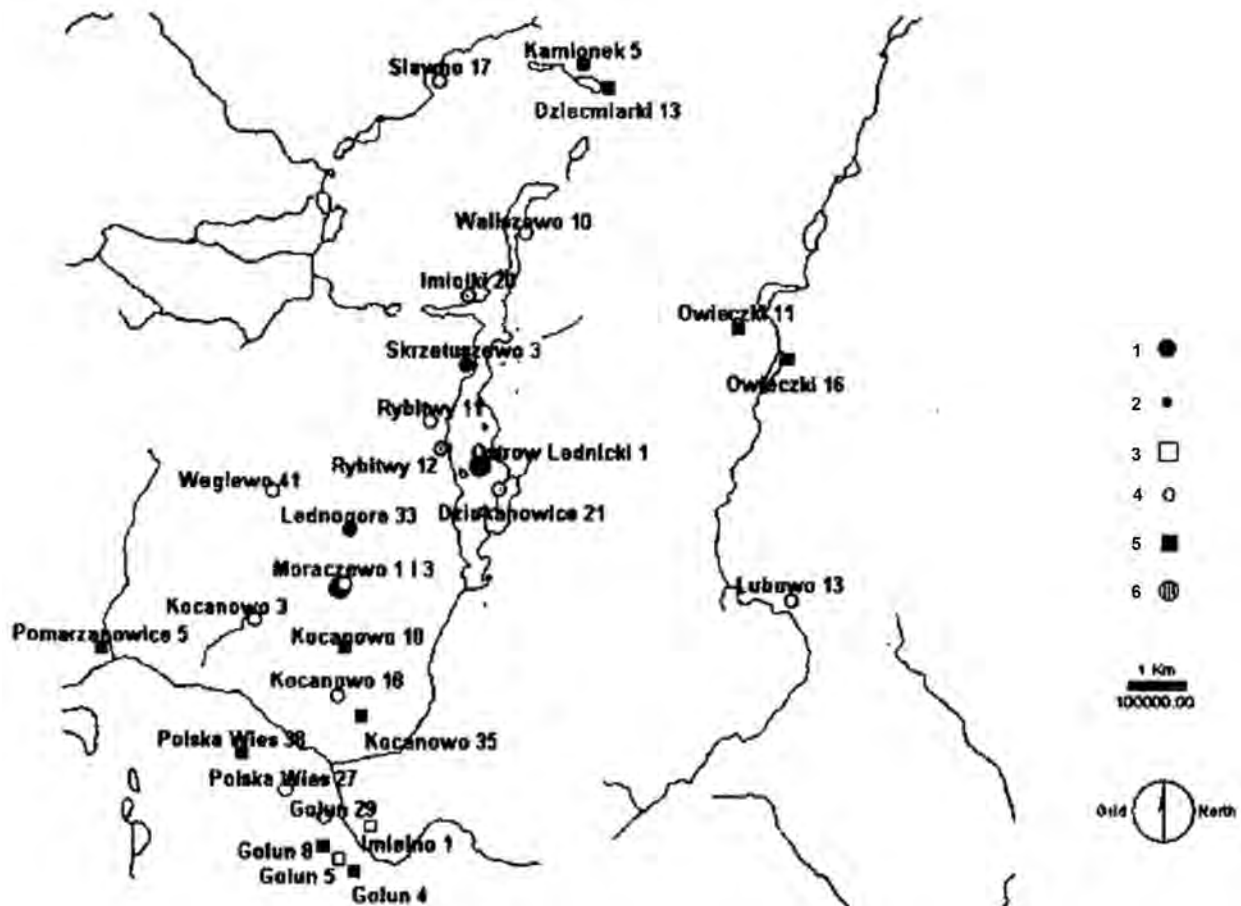 Kamionek 5
Slawno 17
Dziecmiarki 13
Waliszewo 10
Imiolki 20
Owieczki 11
Skrzetuszewo 3
Owieczki 16
Rybitwy 11
Ostrow Lednicki 1
Rybitwy 12
Weglewo 41
Dziekanowice 21
Lednogora 33
Moraczewo 1 i 3
Lubowo 13
Kocanowo 3
Pomarzanowice 5
Kocanowo 10
Kocanowo 16
Kocanowo 35
Polska Wies 38
Polska Wies 27
Golun 29
Imielno 1
Golun 8
Golun 5
Golun 4
1
2
3
4
5
6
1 Km
100000.00
Grid North